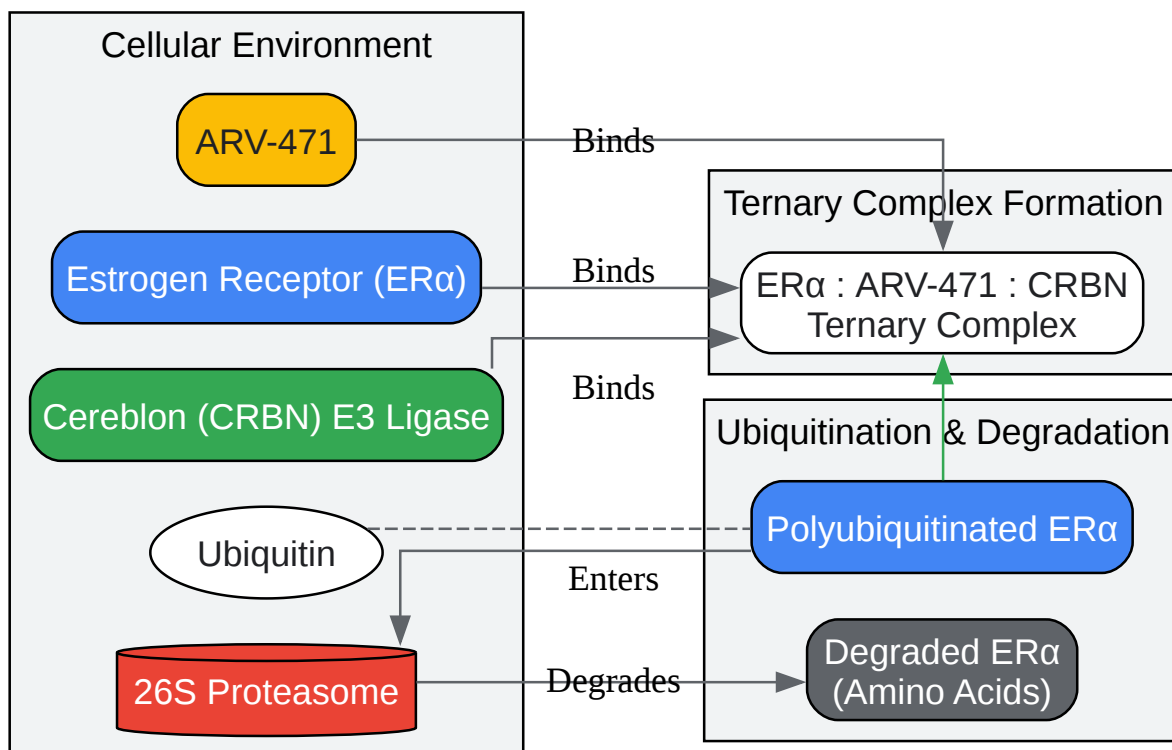 Cellular Environment
ARV-471
Binds
Ternary Complex Formation
Estrogen Receptor (ERα)
Binds
ERα : ARV-471 : CRBN
Ternary Complex
Cereblon (CRBN) E3 Ligase
Binds
Ubiquitination & Degradation
Polyubiquitinated ERα
Ubiquitin
Enters
26S Proteasome
Degrades
Degraded ERα
(Amino Acids)